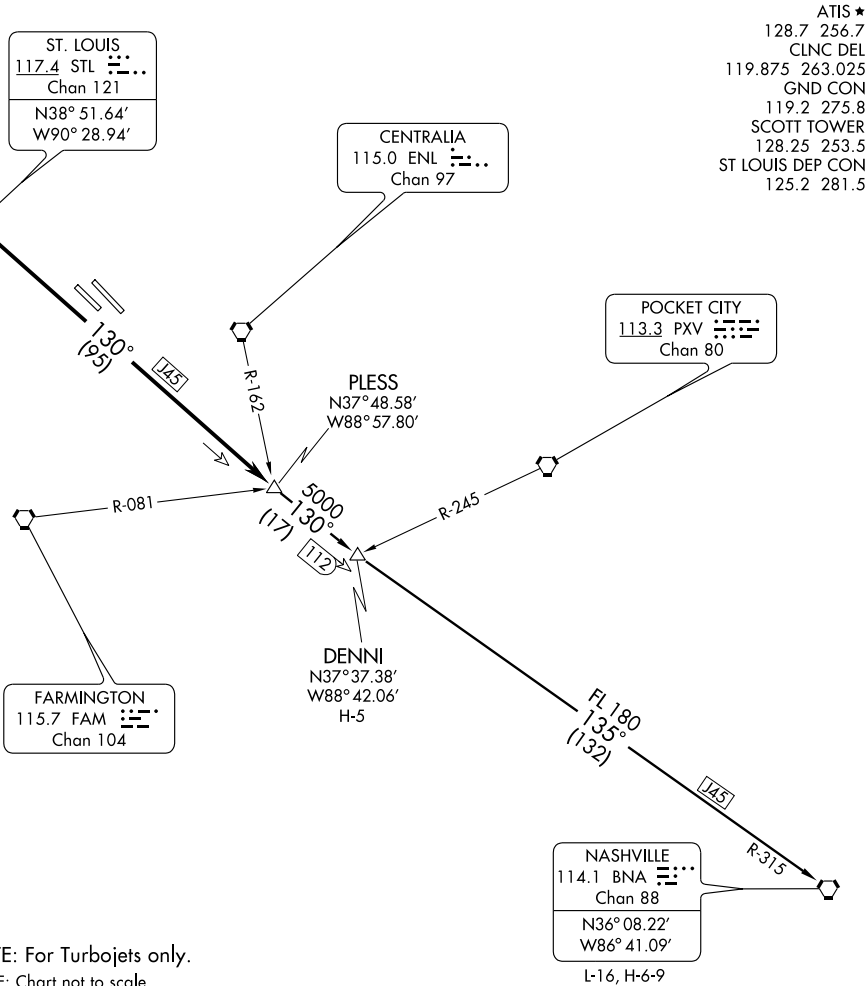 ATIS ★
128.7 256.7
CLNC DEL
119.875 263.025
GND CON
119.2 275.8
SCOTT TOWER
128.25 253.5
ST LOUIS DEP CON
125.2 281.5
ST. LOUIS
117.4 STL
Chan 121
N38° 51.64′
W90° 28.94′
CENTRALIA
115.0 ENL
Chan 97
POCKET CITY
113.3 PXV
Chan 80
130°
(95)
J45
R-162
PLESS
N37°48.58′
W88°57.80′
R-081
5000
130°
(17)
112
R-245
DENNI
N37°37.38′
W88°42.06′
H-5
FARMINGTON
115.7 FAM
Chan 104
FL 180
135°
(132)
J45
R-315
NASHVILLE
114.1 BNA
Chan 88
N36° 08.22′
W86° 41.09′
L-16, H-6-9
TE: For Turbojets only.
E: Chart not to scale